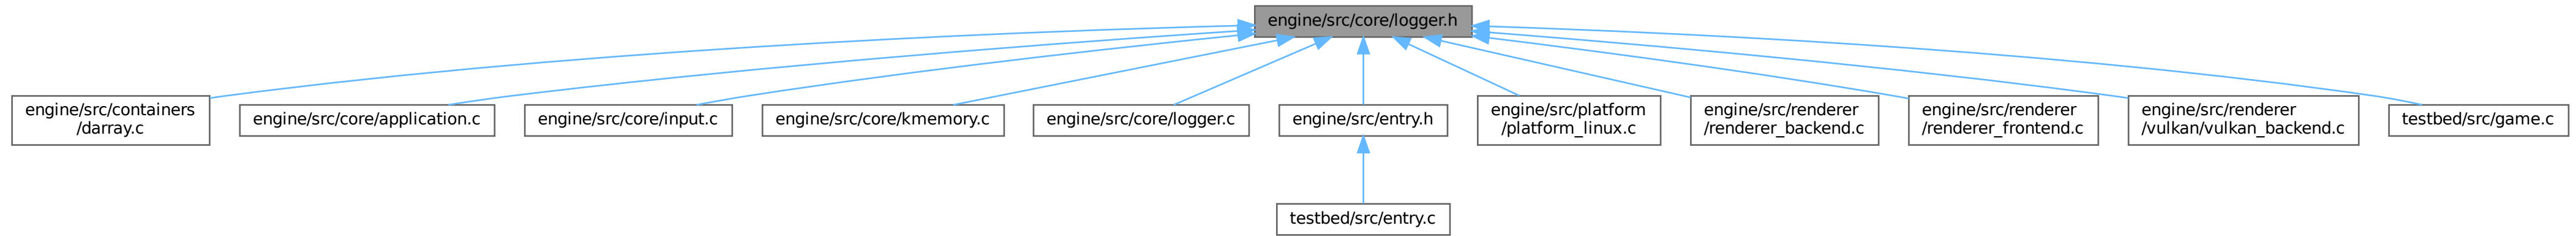 engine/src/core/logger.h
engine/src/containers
/darray.c
engine/src/core/application.c
engine/src/core/input.c
engine/src/core/kmemory.c
engine/src/core/logger.c
engine/src/entry.h
engine/src/platform
/platform_linux.c
engine/src/renderer
/renderer_backend.c
engine/src/renderer
/renderer_frontend.c
engine/src/renderer
/vulkan/vulkan_backend.c
testbed/src/game.c
testbed/src/entry.c